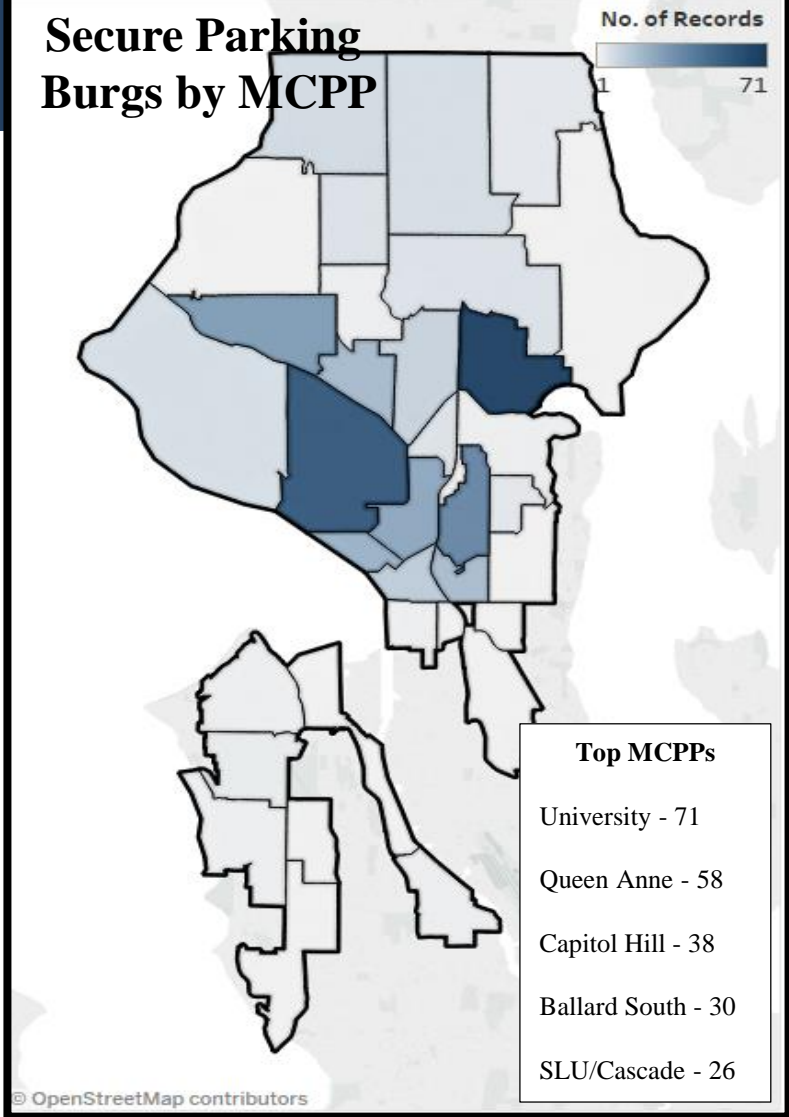 Secure Parking
Burgs by MCPP
No. of Records
1 71
Top MCPPs
University - 71
Queen Anne - 58
Capitol Hill - 38
Ballard South - 30
SLU/Cascade - 26
© OpenStreetMap contributors